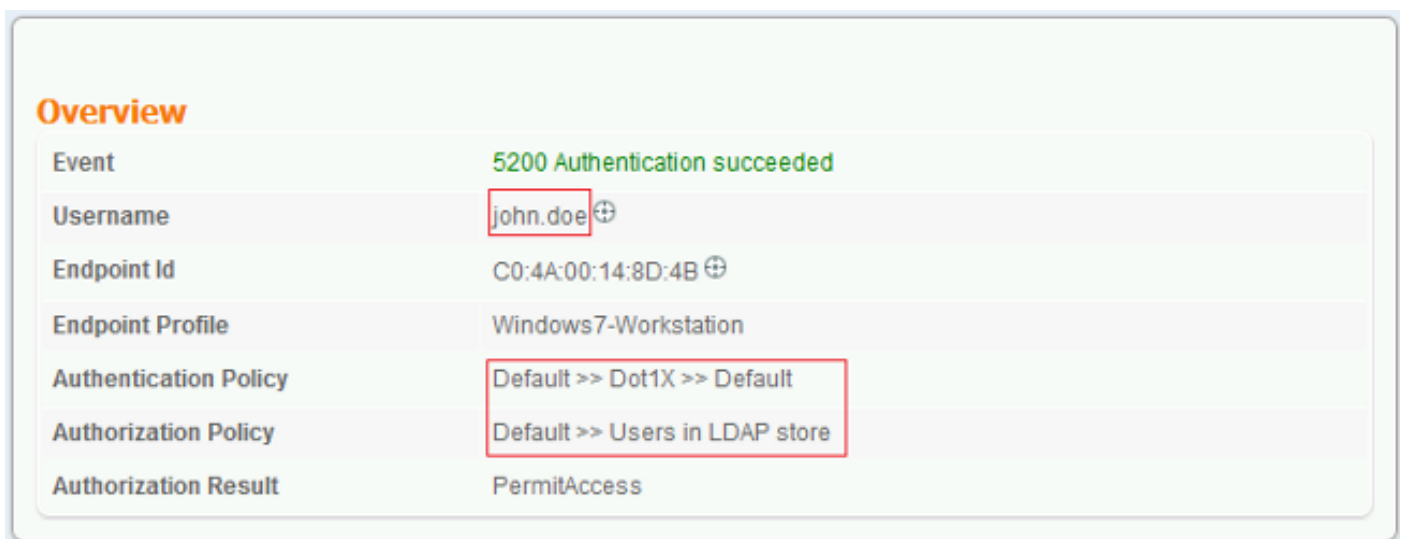 Overview
Event 5200 Authentication succeeded
Username john.doe
Endpoint Id C0:4A:00:14:8D:4B
Endpoint Profile Windows7-Workstation
Authentication Policy Default >> Dot1X >> Default
Authorization Policy Default >> Users in LDAP store
Authorization Result PermitAccess